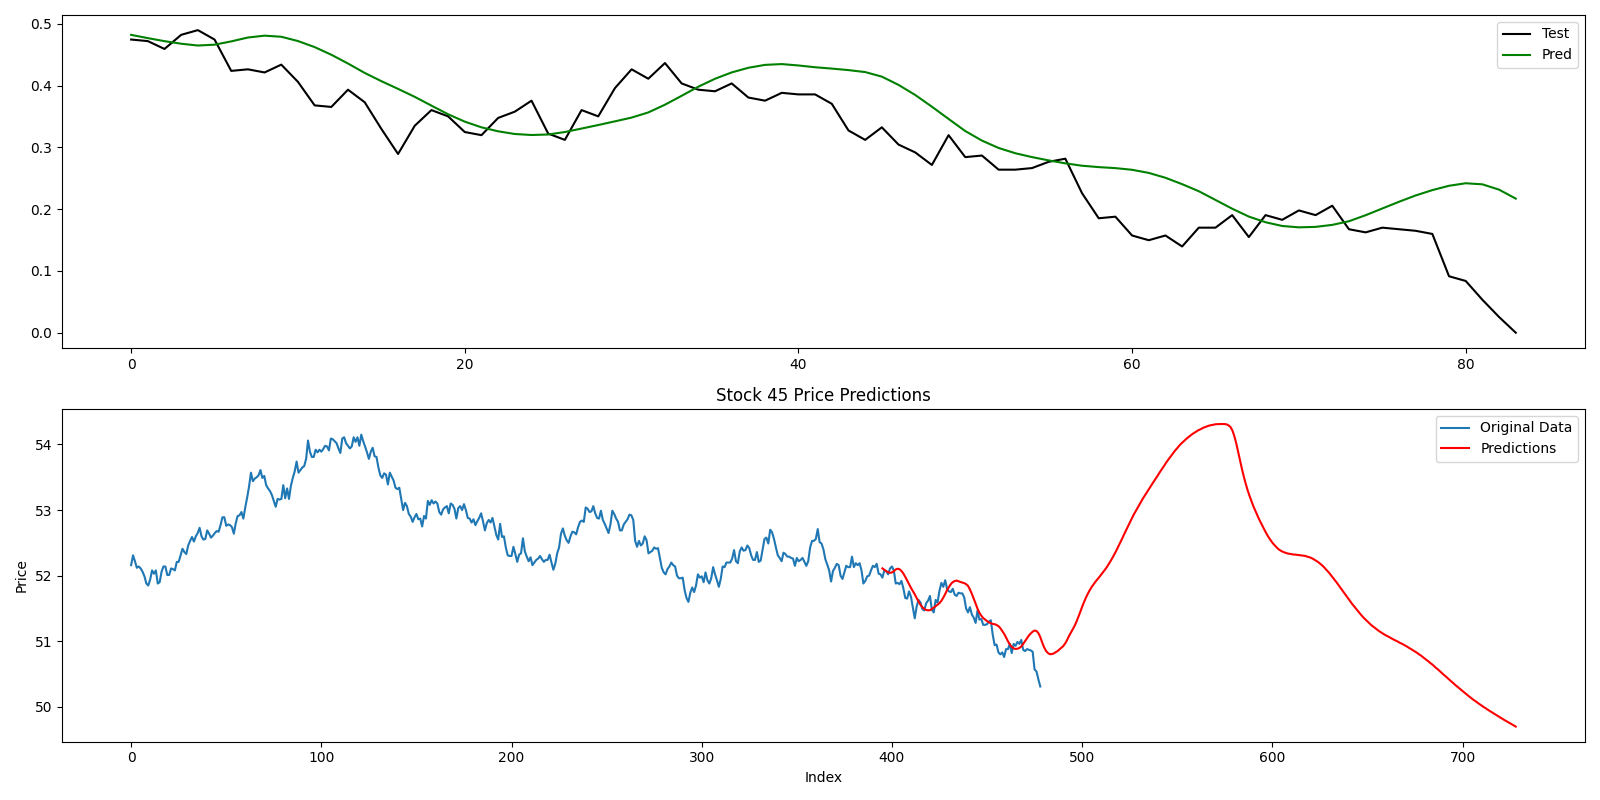 0.5
0.4
0.3
0.2
0.1
0.0
Test
Pred
0 20 40 60 80
Stock 45 Price Predictions
54
53
52
51
50
Price
Original Data
Predictions
0 100 200 300 400 500 600 700
Index